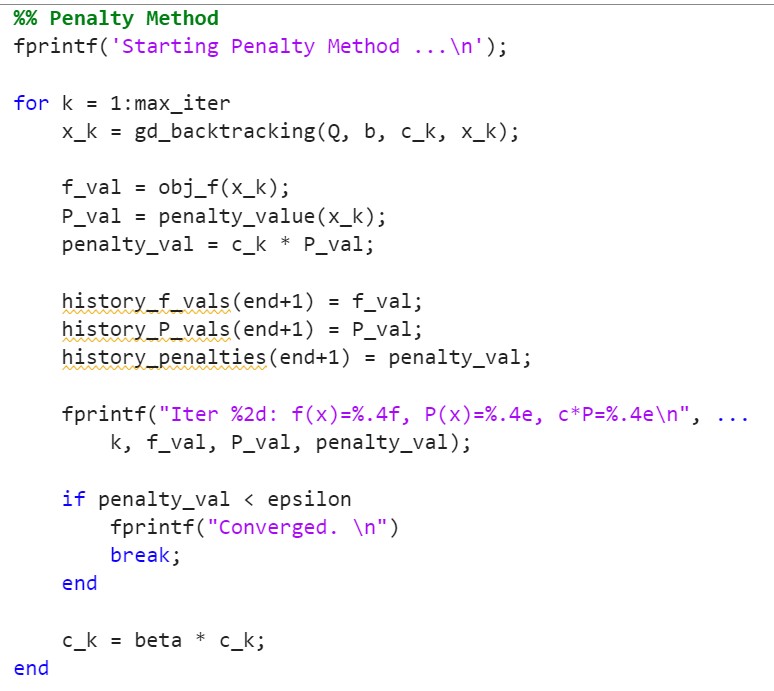 %% Penalty Method
fprintf('Starting Penalty Method ...\n');
for k = 1:max_iter
    x_k = gd_backtracking(Q, b, c_k, x_k);
    f_val = obj_f(x_k);
    P_val = penalty_value(x_k);
    penalty_val = c_k * P_val;
    history_f_vals(end+1) = f_val;
    history_P_vals(end+1) = P_val;
    history_penalties(end+1) = penalty_val;
    fprintf("Iter %2d: f(x)=%.4f, P(x)=%.4e, c*P=%.4e\n", ...
        k, f_val, P_val, penalty_val);
    if penalty_val < epsilon
        fprintf("Converged. \n")
        break;
    end
    c_k = beta * c_k;
end